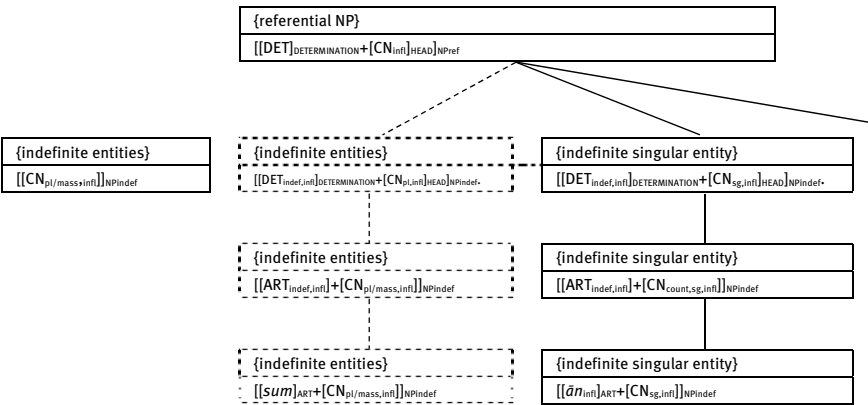 {referential NP}
[[DET]DETERMINATION+[CNinfl]HEAD]NPref
{indefinite entities}
[[CNpl/mass,infl]]NPindef
{indefinite entities}
[[DETindef,infl]DETERMINATION+[CNpl,infl]HEAD]NPindef.
{indefinite singular entity}
[[DETindef,infl]DETERMINATION+[CNsg,infl]HEAD]NPindef.
{indefinite entities}
[[ARTindef,infl]+[CNpl/mass,infl]]NPindef
{indefinite singular entity}
[[ARTindef,infl]+[CNcount,sg,infl]]NPindef
{indefinite entities}
[[sum]ART+[CNpl/mass,infl]]NPindef
{indefinite singular entity}
[[āninfl]ART+[CNsg,infl]]NPindef